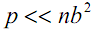 p << nb²